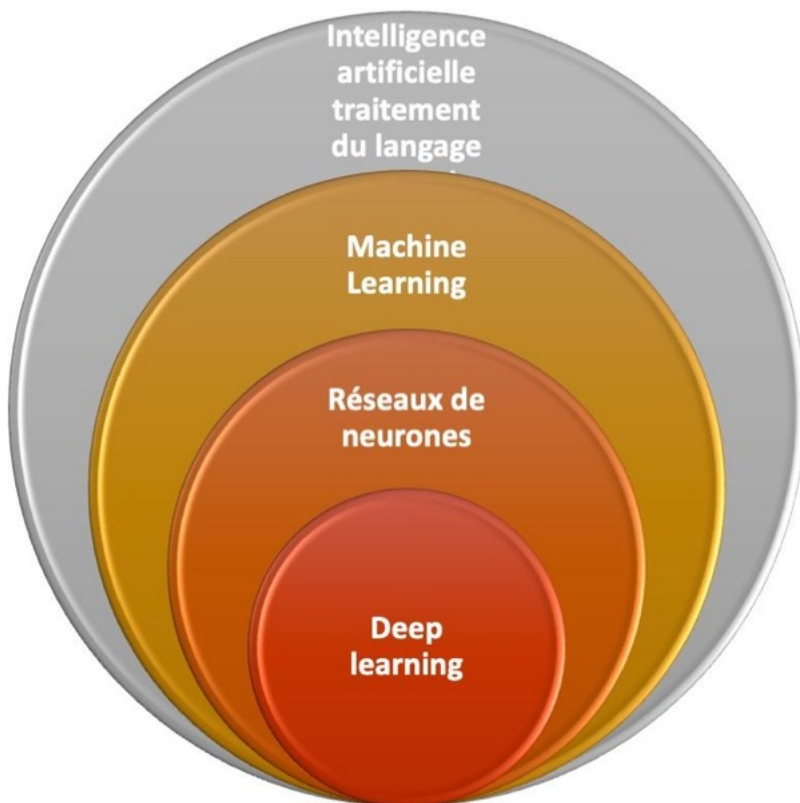 Intelligence
artificielle
traitement
du langage
Machine
Learning
Réseaux de
neurones
Deep
learning